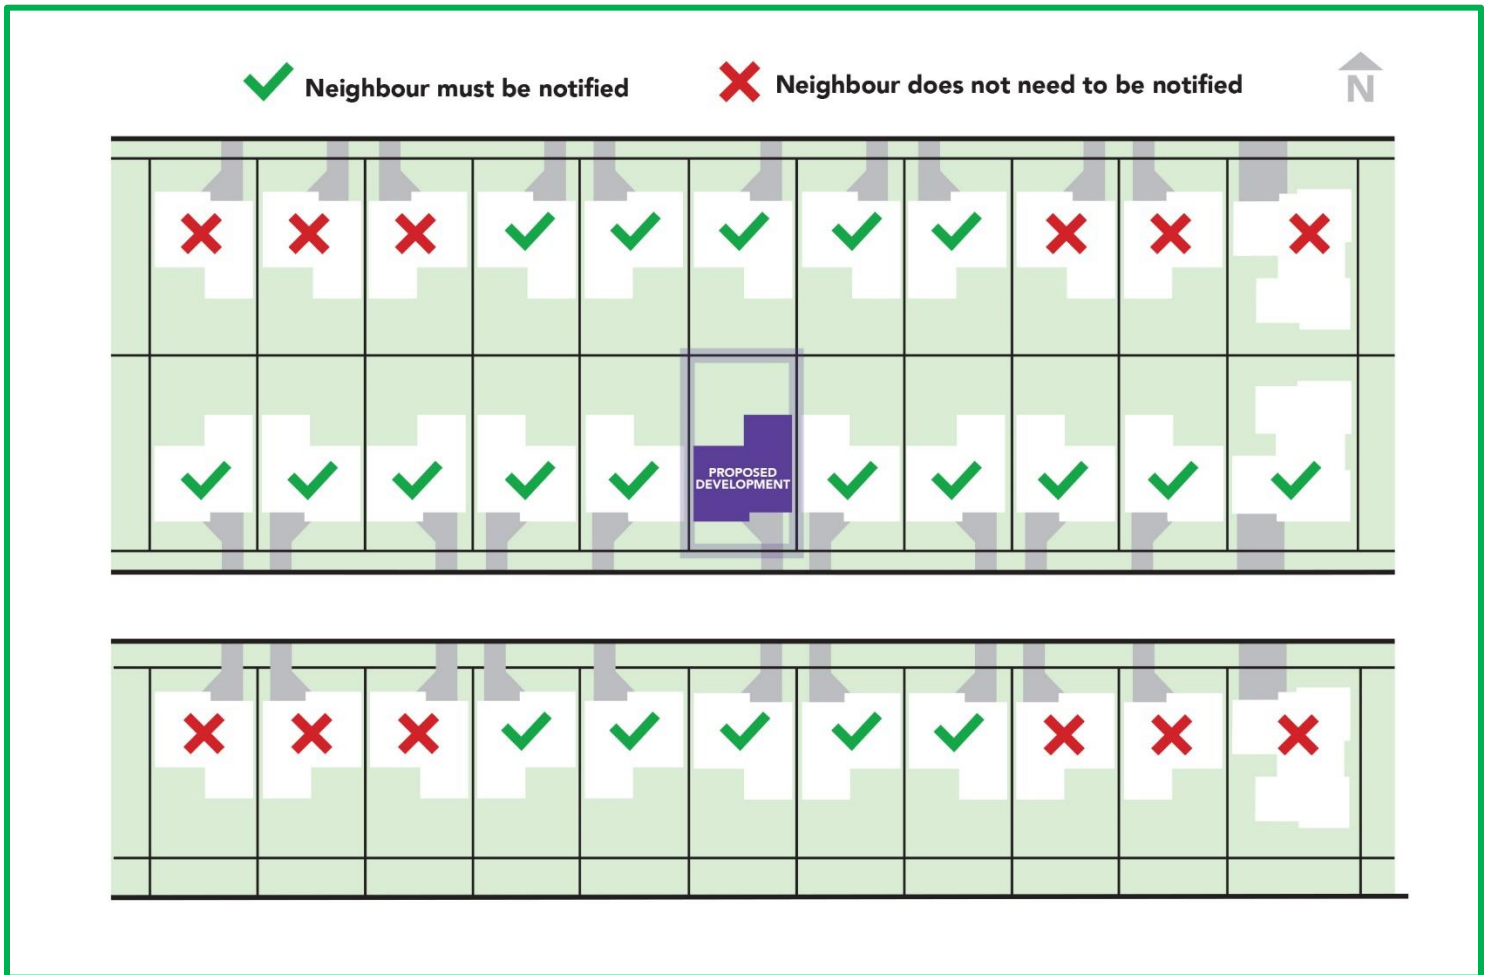 Neighbour must be notified
Neighbour does not need to be notified
N
PROPOSED
DEVELOPMENT